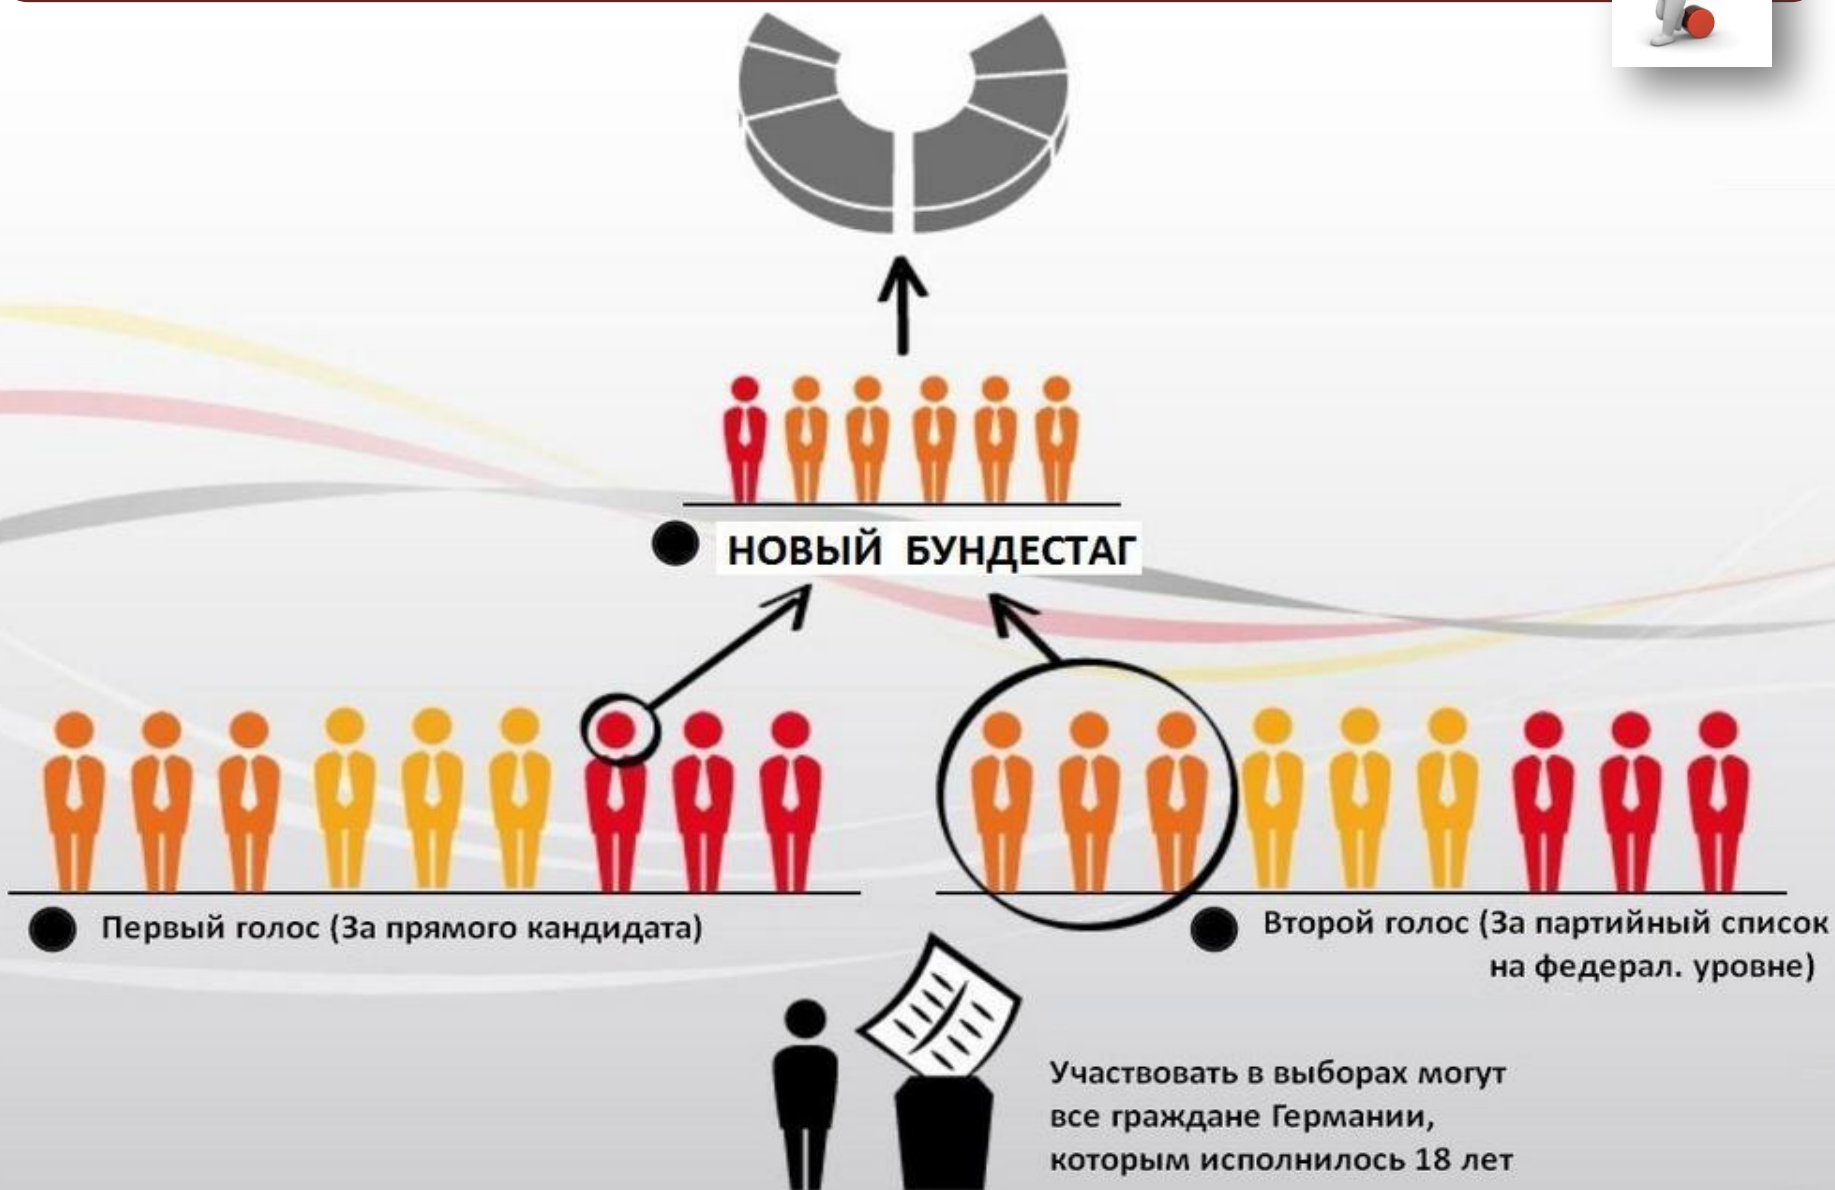 НОВЫЙ БУНДЕСТАГ
Первый голос (За прямого кандидата)
Второй голос (За партийный список
на федерал. уровне)
Участвовать в выборах могут
все граждане Германии,
которым исполнилось 18 лет